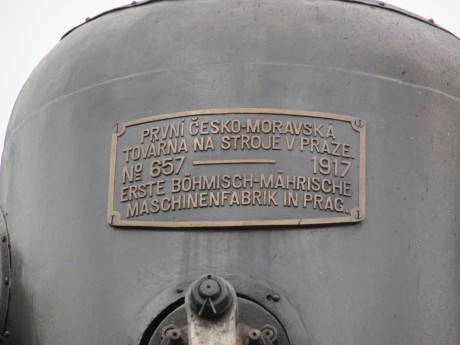 PRVNÍ ČESKO-MORAVSKÁ
TOVÁRNA NA STROJE V PRAZE.
No 657 — 1917
ERSTE BÖHMISCH-MÄHRISCHE
MASCHINENFABRIK IN PRAG.